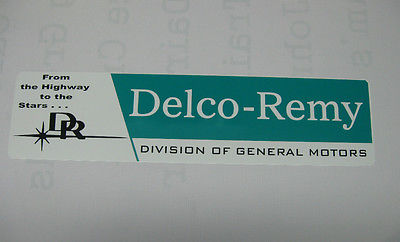 From
the Highway
to the
Stars . . .
DR
Delco-Remy
DIVISION OF GENERAL MOTORS